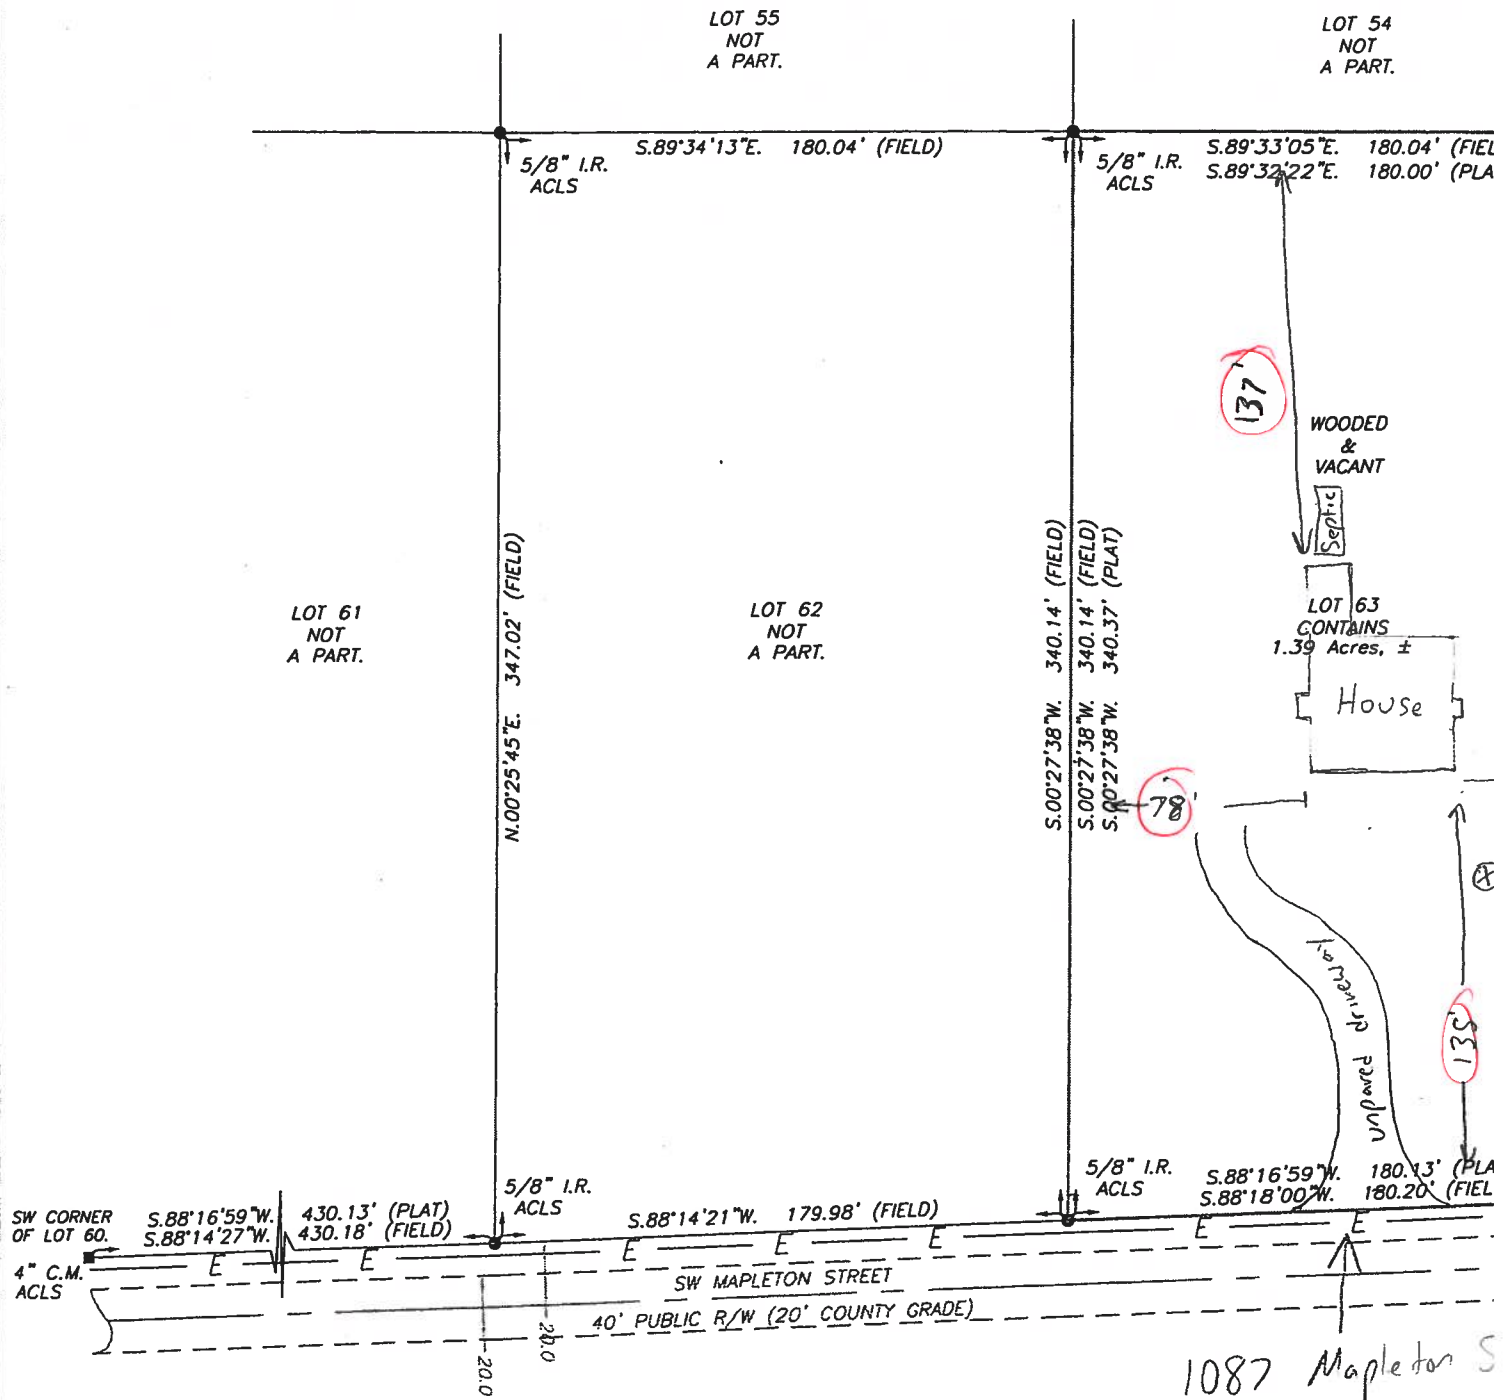 LOT 55
NOT
A PART.
LOT 54
NOT
A PART.
S.89°34'13"E. 180.04' (FIELD)
5/8" I.R.
ACLS
5/8" I.R.
ACLS
S.89°33'05"E. 180.04' (FIEL
S.89°32'22"E. 180.00' (PLA
137'
WOODED
&
VACANT
Septic
N.00°25'45"E. 347.02' (FIELD)
S.00°27'38"W. 340.14' (FIELD)
S.00°27'38"W. 340.14' (FIELD)
S.00°27'38"W. 340.37' (PLAT)
LOT 61
NOT
A PART.
LOT 62
NOT
A PART.
LOT 63
CONTAINS
1.39 Acres, ±
House
78'
unpaved driveway
135'
SW CORNER
OF LOT 60.
4" C.M.
ACLS
S.88°16'59"W. 430.13' (PLAT)
S.88°14'27"W. 430.18' (FIELD)
5/8" I.R.
ACLS
S.88°14'21"W. 179.98' (FIELD)
5/8" I.R.
ACLS
S.88°16'59"W. 180.13' (PLA
S.88°18'00"W. 180.20' (FIEL
E E E E E E E
SW MAPLETON STREET
40' PUBLIC R/W (20' COUNTY GRADE)
20.0
20.0
1087 Mapleton S